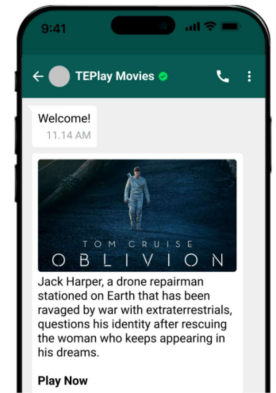 9:41
TEPlay Movies
Welcome!
11.14 AM
TOM CRUISE
OBLIVION
Jack Harper, a drone repairman
stationed on Earth that has been
ravaged by war with extraterrestrials,
questions his identity after rescuing
the woman who keeps appearing in
his dreams.
Play Now